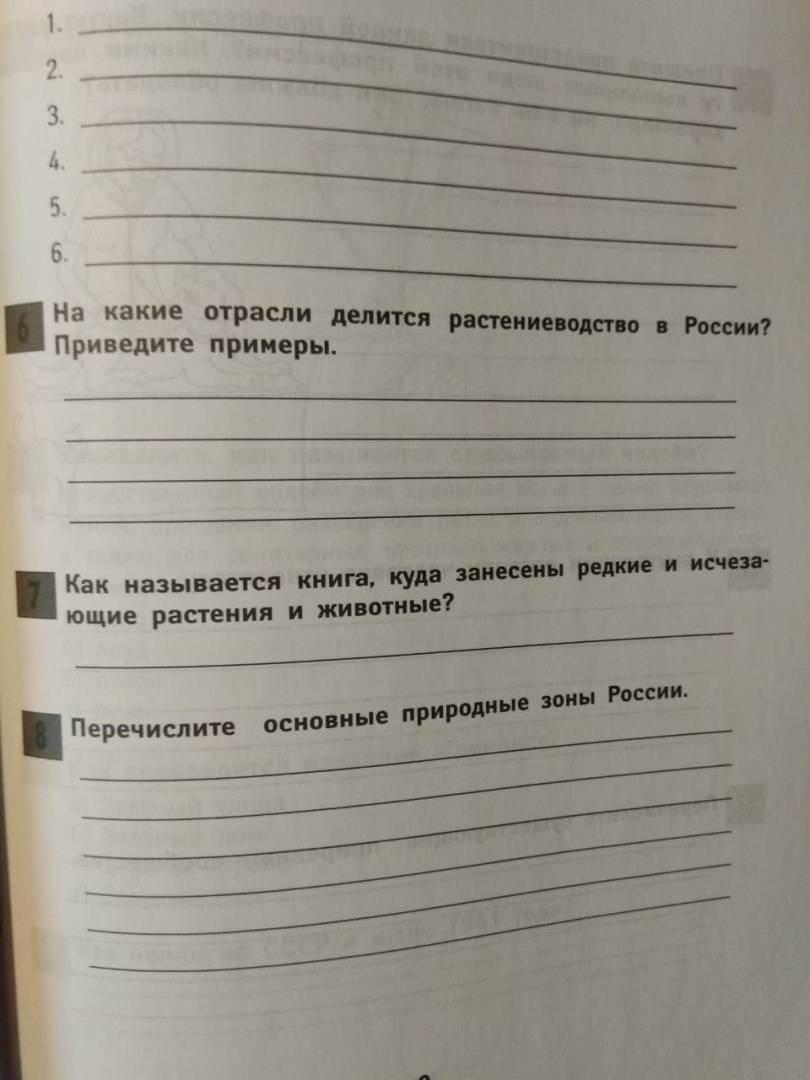 1.
2.
3.
4.
5.
6.
6 На какие отрасли делится растениеводство в России?
Приведите примеры.
7 Как называется книга, куда занесены редкие и исчеза-
ющие растения и животные?
8 Перечислите основные природные зоны России.